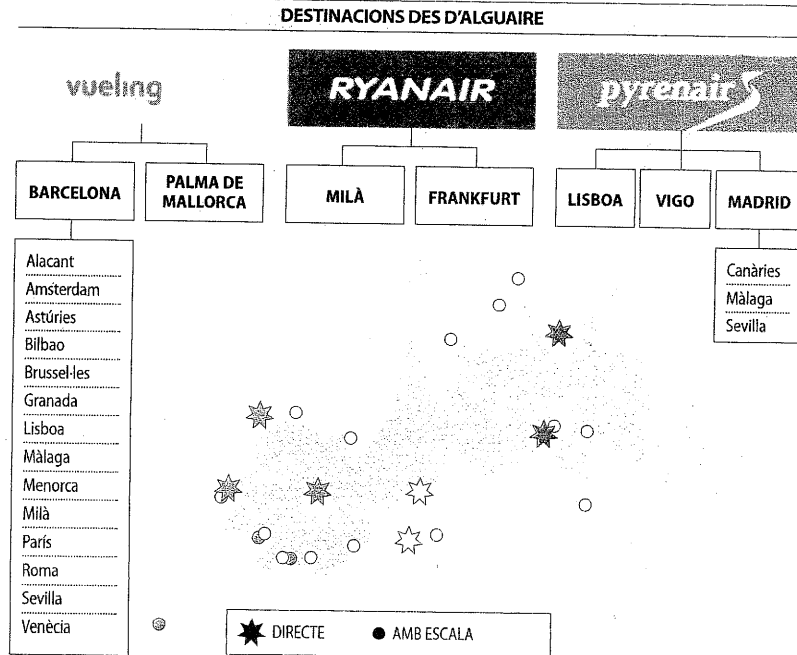 DESTINACIONS DES D'ALGUAIRE
vueling
RYANAIR
pyrenair
BARCELONA
PALMA DE
MALLORCA
MILÀ
FRANKFURT
LISBOA
VIGO
MADRID
Alacant
Amsterdam
Astúries
Bilbao
Brussel·les
Granada
Lisboa
Màlaga
Menorca
Milà
París
Roma
Sevilla
Venècia
Canàries
Màlaga
Sevilla
DIRECTE
AMB ESCALA